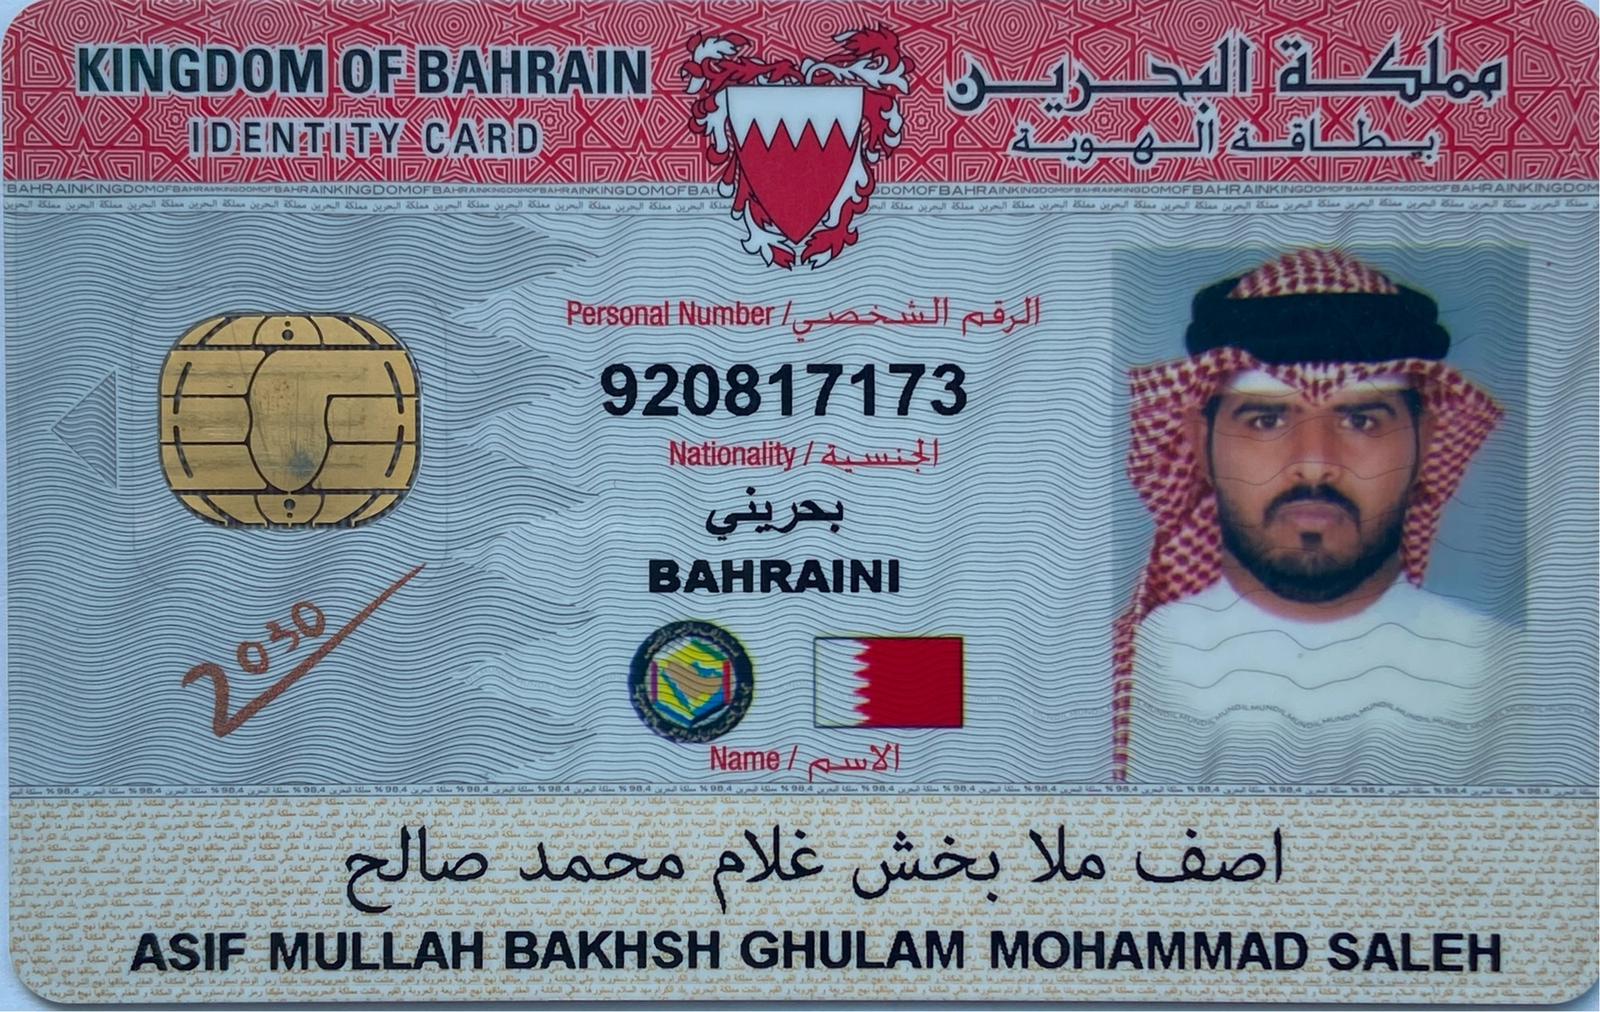 KINGDOM OF BAHRAIN
مملكة البحرين
IDENTITY CARD
بطاقة الهوية
Personal Number / الرقم الشخصي
920817173
Nationality / الجنسية
بحريني
BAHRAINI
2030
Name / الاسم
اصف ملا بخش غلام محمد صالح
ASIF MULLAH BAKHSH GHULAM MOHAMMAD SALEH